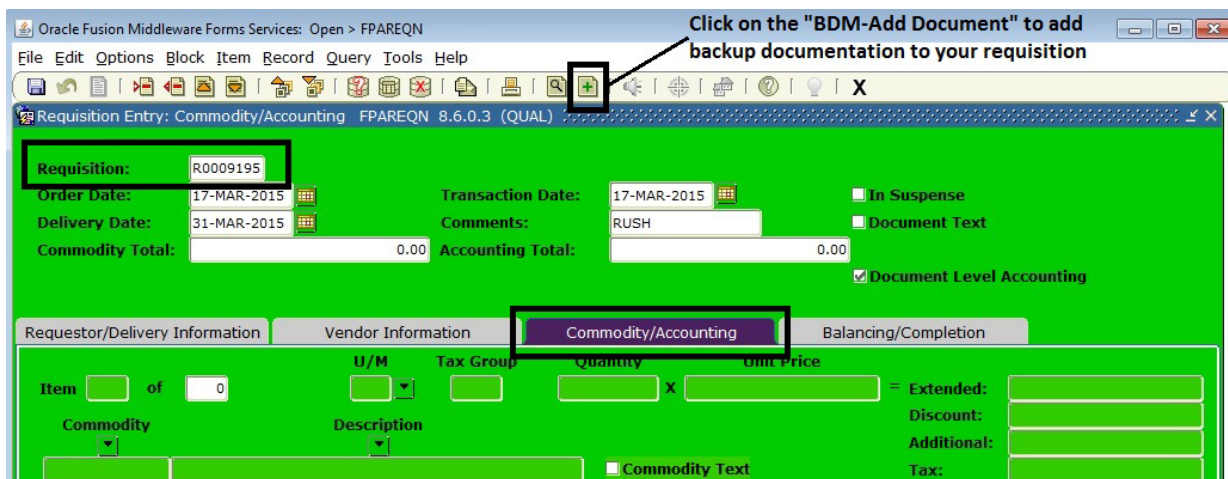 Oracle Fusion Middleware Forms Services: Open > FPAREQN
Click on the "BDM-Add Document" to add
backup documentation to your requisition
File Edit Options Block Item Record Query Tools Help
X
Requisition Entry: Commodity/Accounting FPAREQN 8.6.0.3 (QUAL)
Requisition: R0009195
Order Date: 17-MAR-2015 Transaction Date: 17-MAR-2015 In Suspense
Delivery Date: 31-MAR-2015 Comments: RUSH Document Text
Commodity Total: 0.00 Accounting Total: 0.00
Document Level Accounting
Requestor/Delivery Information Vendor Information Commodity/Accounting Balancing/Completion
U/M Tax Group Quantity Unit Price
Item of 0 X = Extended:
Discount:
Commodity Description
Additional:
Commodity Text Tax: